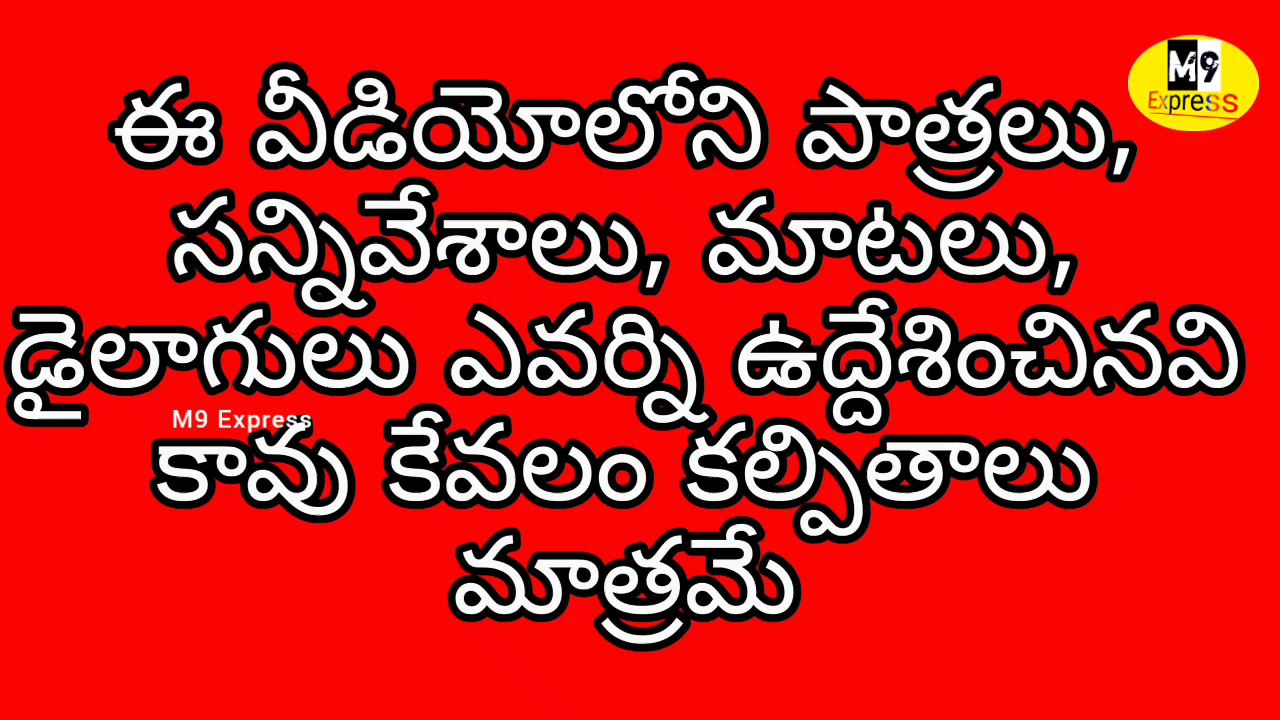 M9
Express
ఈ వీడియోలోని పాత్రలు,
సన్నివేశాలు, మాటలు,
డైలాగులు ఎవర్ని ఉద్దేశించినవి
M9 Express
కావు కేవలం కల్పితాలు
మాత్రమే